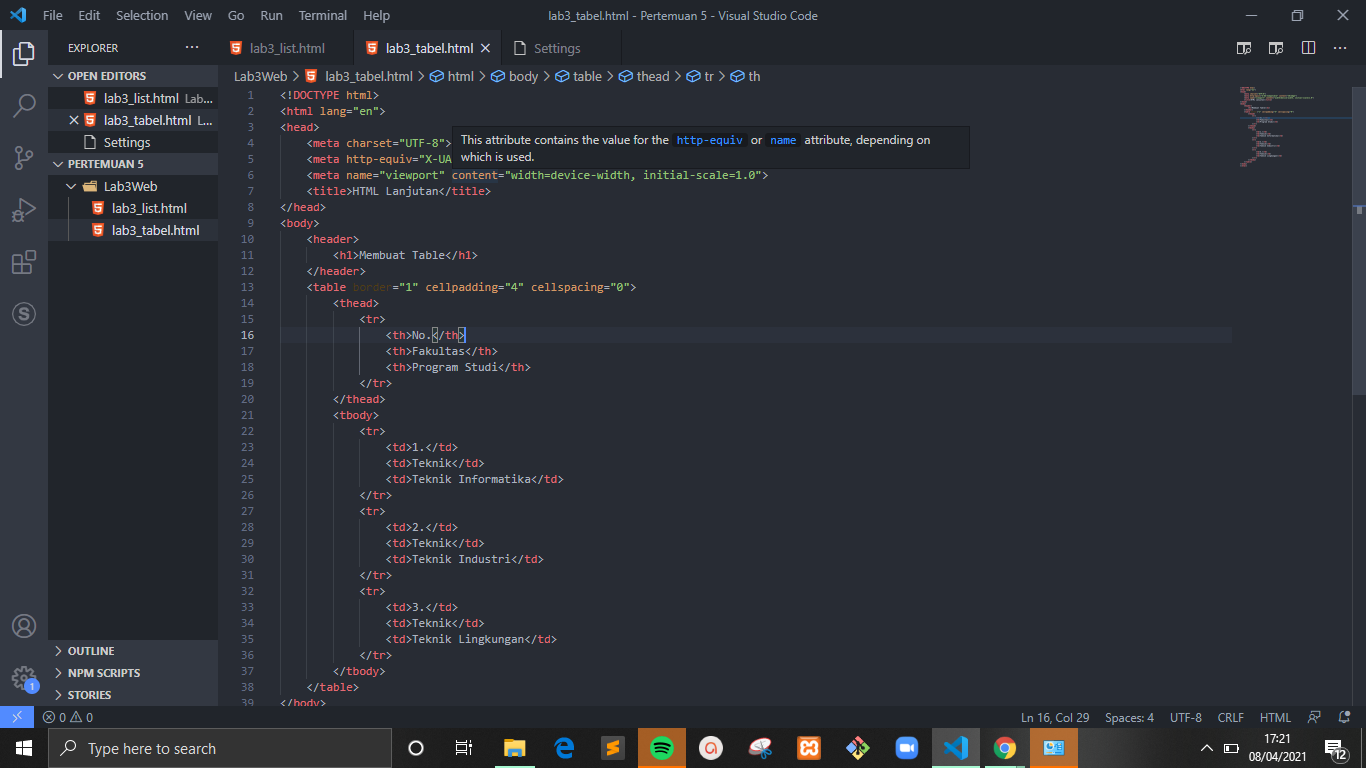 File Edit Selection View Go Run Terminal Help lab3_tabel.html - Pertemuan 5 - Visual Studio Code
EXPLORER ··· lab3_list.html lab3_tabel.html Settings
OPEN EDITORS
lab3_list.html Lab...
lab3_tabel.html L...
Settings
PERTEMUAN 5
Lab3Web
lab3_list.html
lab3_tabel.html
OUTLINE
NPM SCRIPTS
STORIES
Lab3Web > lab3_tabel.html > html > body > table > thead > tr > th
1 <!DOCTYPE html>
2 <html lang="en">
3 <head>
4 <meta charset="UTF-8">
5 <meta http-equiv="X-UA
This attribute contains the value for the http-equiv or name attribute, depending on
which is used.
6 <meta name="viewport" content="width=device-width, initial-scale=1.0">
7 <title>HTML Lanjutan</title>
8 </head>
9 <body>
10 <header>
11 <h1>Membuat Table</h1>
12 </header>
13 <table border="1" cellpadding="4" cellspacing="0">
14 <thead>
15 <tr>
16 <th>No.</th>
17 <th>Fakultas</th>
18 <th>Program Studi</th>
19 </tr>
20 </thead>
21 <tbody>
22 <tr>
23 <td>1.</td>
24 <td>Teknik</td>
25 <td>Teknik Informatika</td>
26 </tr>
27 <tr>
28 <td>2.</td>
29 <td>Teknik</td>
30 <td>Teknik Industri</td>
31 </tr>
32 <tr>
33 <td>3.</td>
34 <td>Teknik</td>
35 <td>Teknik Lingkungan</td>
36 </tr>
37 </tbody>
38 </table>
39 </body>
1
0 0 Ln 16, Col 29 Spaces: 4 UTF-8 CRLF HTML
Type here to search
17:21
08/04/2021
12